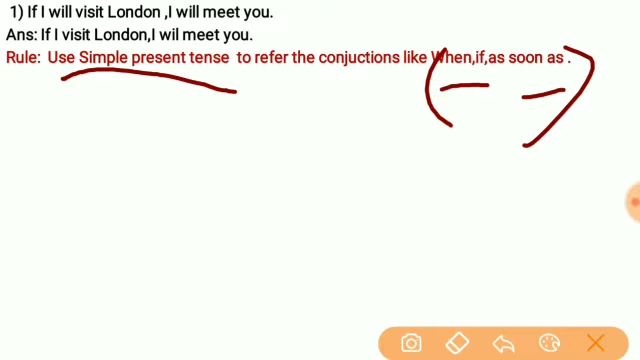 1) If I will visit London ,I will meet you.
Ans: If I visit London,I wil meet you.
Rule: Use Simple present tense to refer the conjuctions like When,if,as soon as .